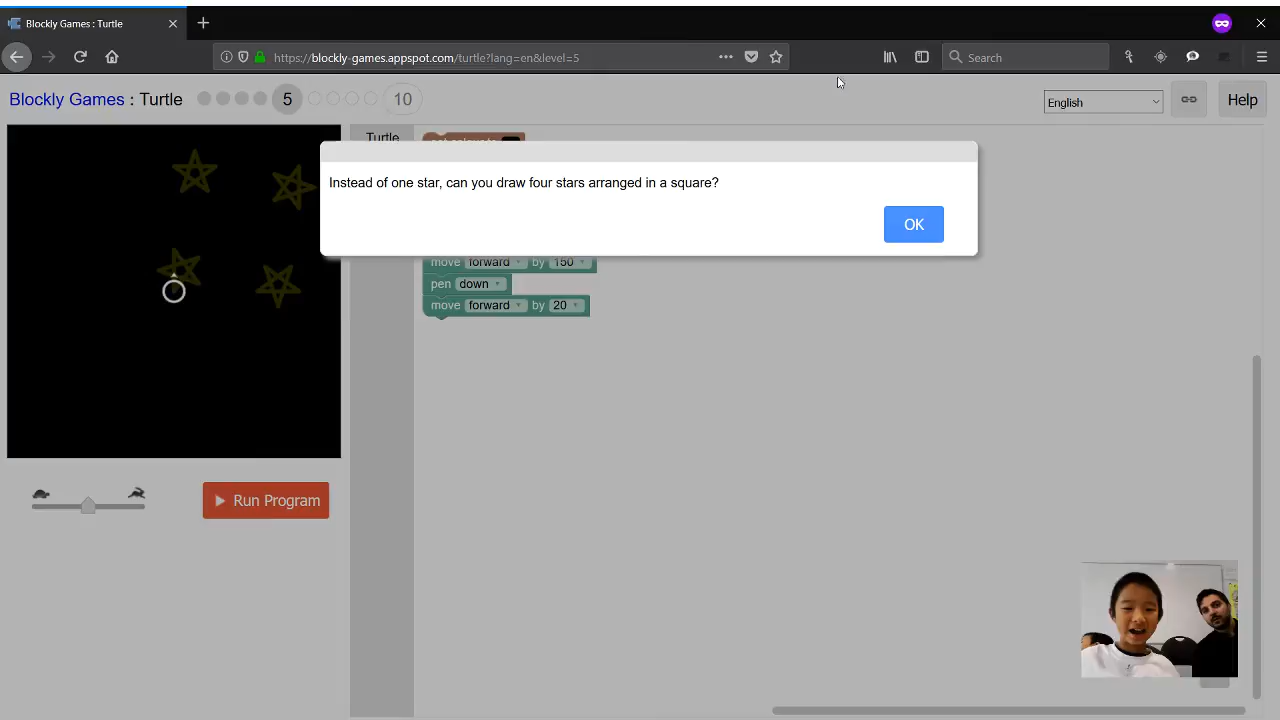 Blockly Games : Turtle
https://blockly-games.appspot.com/turtle?lang=en&level=5
Search
Blockly Games : Turtle
5
10
English
Help
Turtle
Instead of one star, can you draw four stars arranged in a square?
OK
move forward by 150
pen down
move forward by 20
Run Program